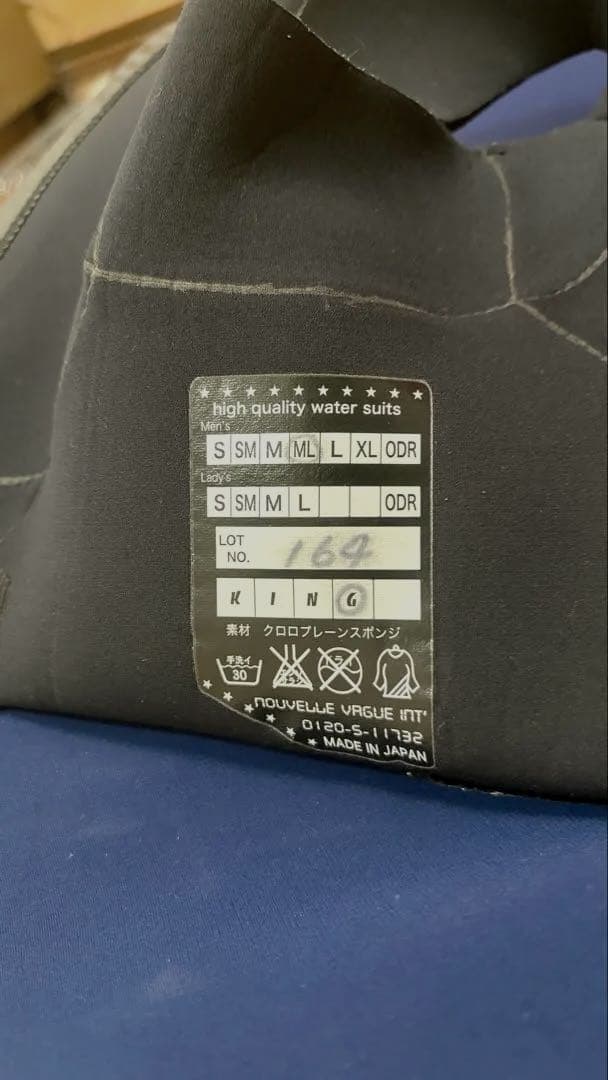 high quality water suits
Men's
S SM M ML L XL ODR
Lady's
S SM M L ODR
LOT NO. 164
K I N G
素材 クロロプレーンスポンジ
手洗イ 30
NOUVELLE VAGUE INT'
0120-S-11732
MADE IN JAPAN